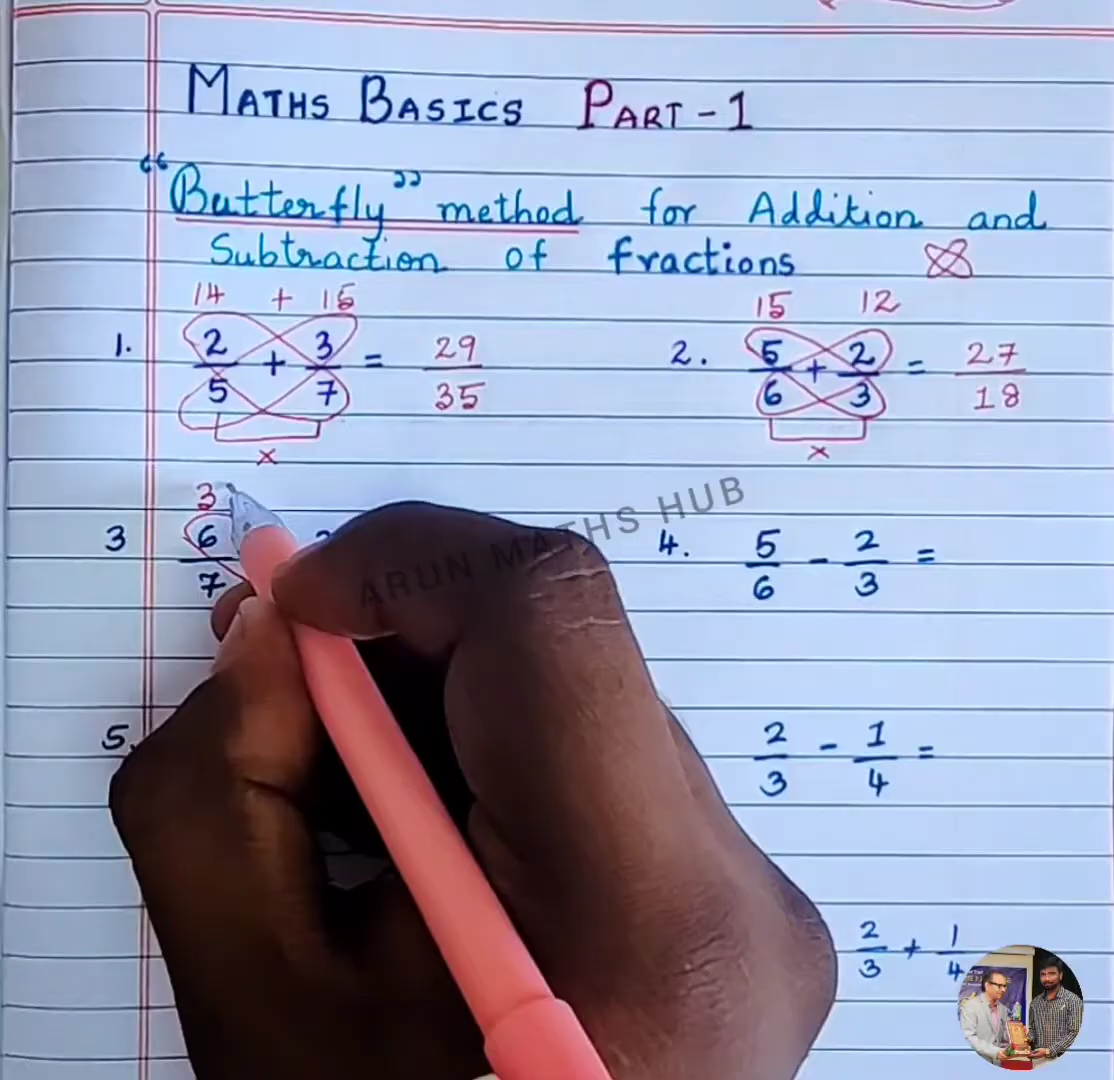 MATHS BASICS PART-1
"Butterfly" method for Addition and
Subtraction of fractions
14 + 15
1. 2/5 + 3/7 = 29/35
x
15 12
2. 5/6 + 2/3 = 27/18
x
3
3 6/7
4. 5/6 - 2/3 =
ARUN MATHS HUB
5.
2/3 - 1/4 =
2/3 + 1/4